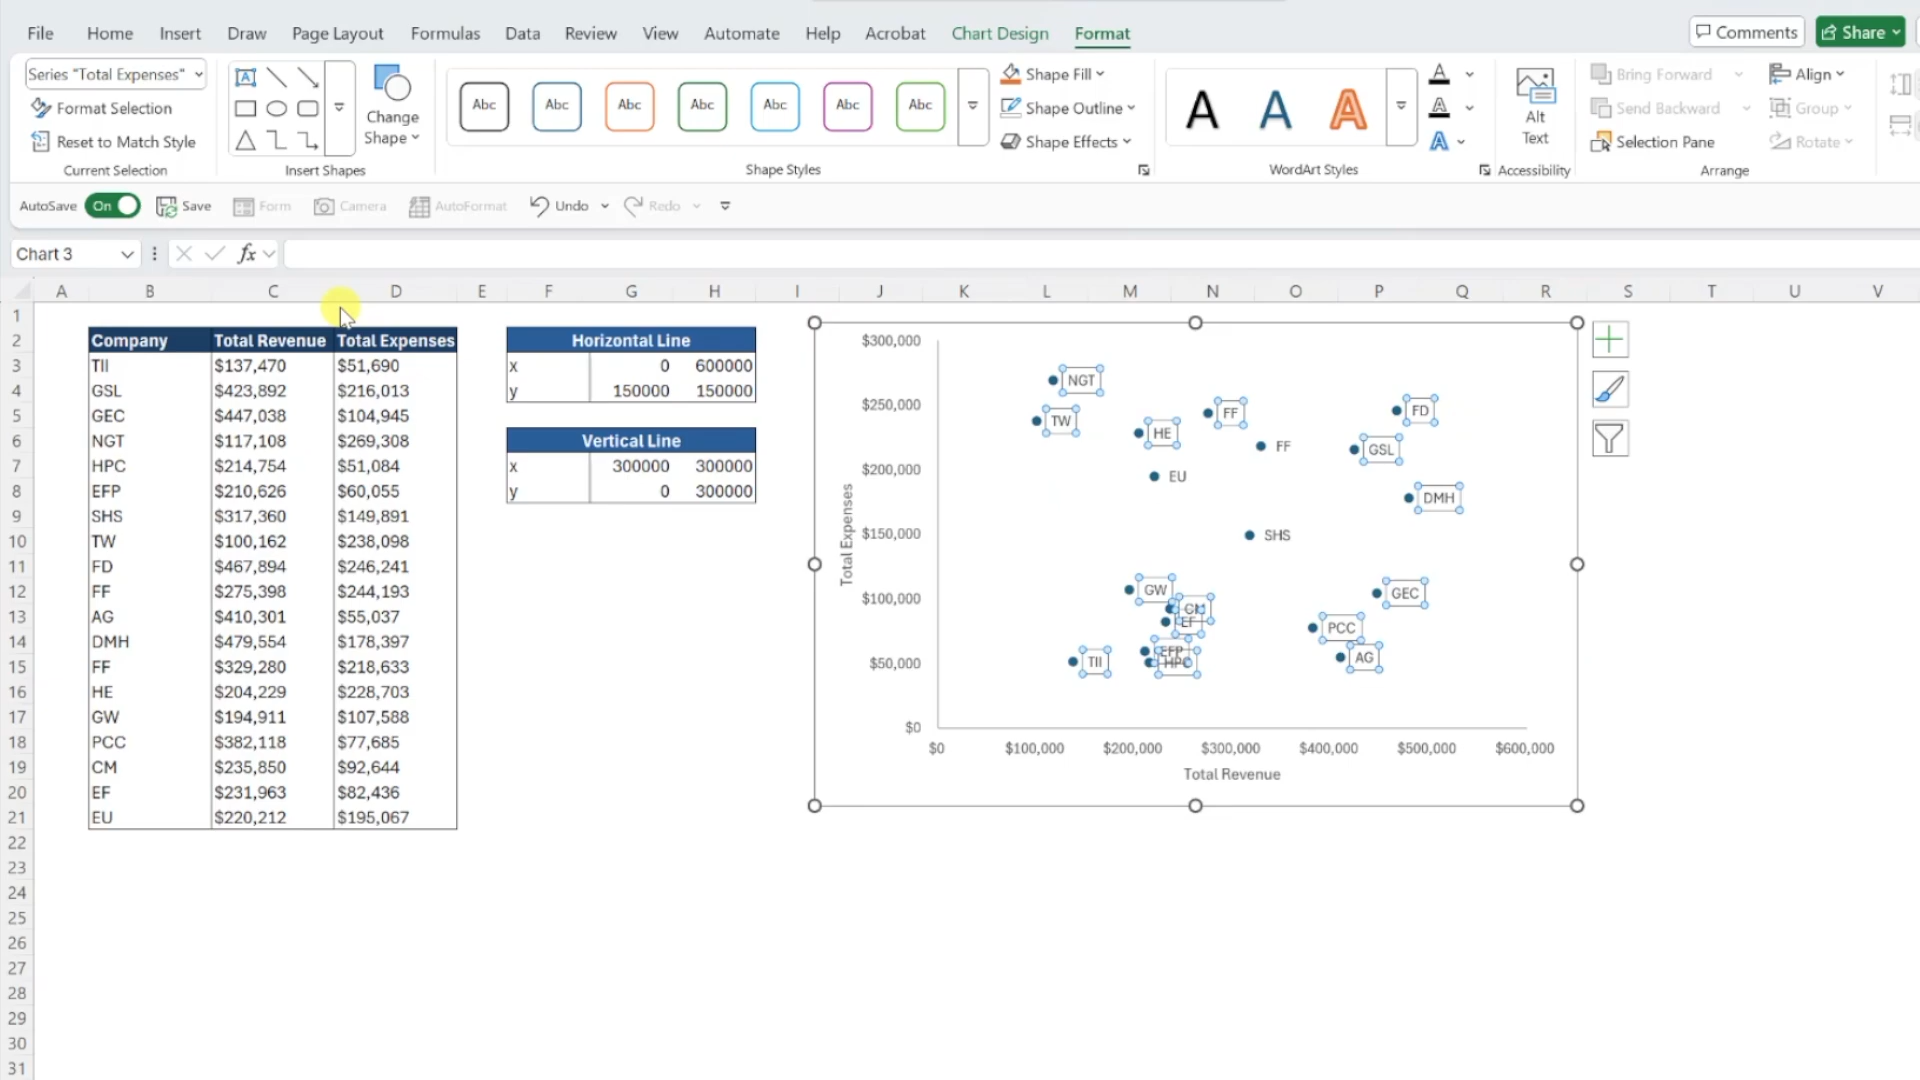 File Home Insert Draw Page Layout Formulas Data Review View Automate Help Acrobat Chart Design Format Comments Share
Series "Total Expenses"
Format Selection
Reset to Match Style
Current Selection
Change
Shape
Insert Shapes
Abc Abc Abc Abc Abc Abc Abc
Shape Fill
Shape Outline
Shape Effects
Shape Styles
A A A
WordArt Styles
Alt
Text
Accessibility
Bring Forward
Send Backward
Selection Pane
Align
Group
Rotate
Arrange
AutoSave On Save Form Camera AutoFormat Undo Redo
Chart 3 fx
A B C D E F G H I J K L M N O P Q R S T U V
1
2 Company Total Revenue Total Expenses Horizontal Line
3 TII $137,470 $51,690 x 0 600000
4 GSL $423,892 $216,013 y 150000 150000
5 GEC $447,038 $104,945
6 NGT $117,108 $269,308 Vertical Line
7 HPC $214,754 $51,084 x 300000 300000
8 EFP $210,626 $60,055 y 0 300000
9 SHS $317,360 $149,891
10 TW $100,162 $238,098
11 FD $467,894 $246,241
12 FF $275,398 $244,193
13 AG $410,301 $55,037
14 DMH $479,554 $178,397
15 FF $329,280 $218,633
16 HE $204,229 $228,703
17 GW $194,911 $107,588
18 PCC $382,118 $77,685
19 CM $235,850 $92,644
20 EF $231,963 $82,436
21 EU $220,212 $195,067
22
23
24
25
26
27
28
29
30
31
$300,000
$250,000
$200,000
$150,000
$100,000
$50,000
$0
Total Expenses
NGT
TW
HE
FF
FF
FD
GSL
EU
DMH
SHS
GW
CM
EF
GEC
PCC
EFP
HPC
TII
AG
$0 $100,000 $200,000 $300,000 $400,000 $500,000 $600,000
Total Revenue